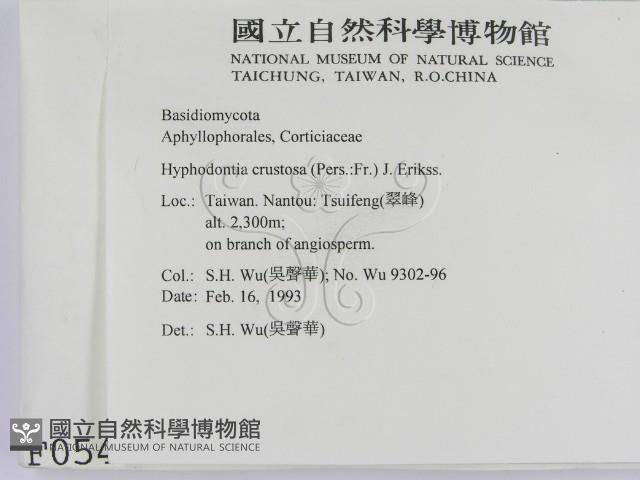 國立自然科學博物館
NATIONAL MUSEUM OF NATURAL SCIENCE
TAICHUNG, TAIWAN, R.O.CHINA
Basidiomycota
Aphyllophorales, Corticiaceae
Hyphodontia crustosa (Pers.:Fr.) J. Erikss.
Loc.: Taiwan. Nantou: Tsuifeng(翠峰)
alt. 2,300m;
on branch of angiosperm.
Col.: S.H. Wu(吳聲華); No. Wu 9302-96
Date: Feb. 16, 1993
Det.: S.H. Wu(吳聲華)
國立自然科學博物館
NATIONAL MUSEUM OF NATURAL SCIENCE
F054